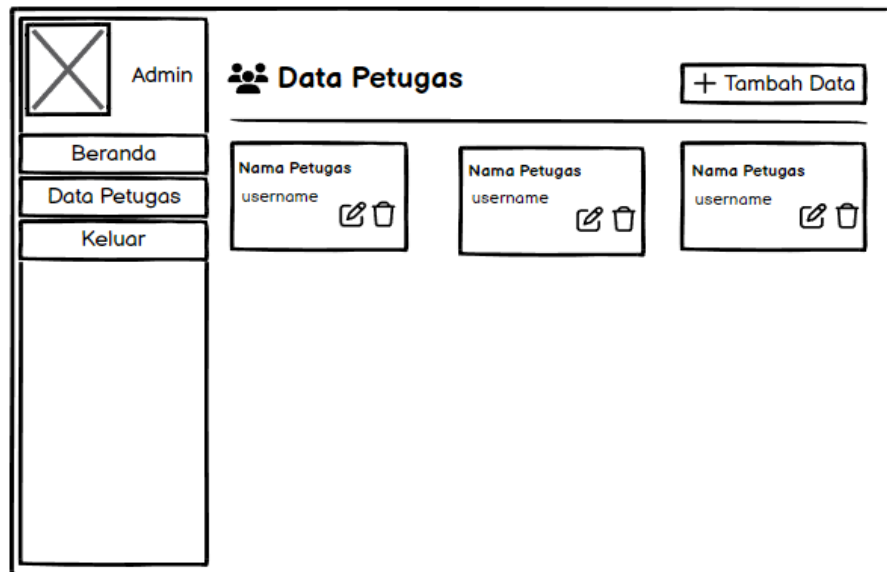 Admin
Beranda
Data Petugas
Keluar
Data Petugas
+ Tambah Data
Nama Petugas
username
Nama Petugas
username
Nama Petugas
username